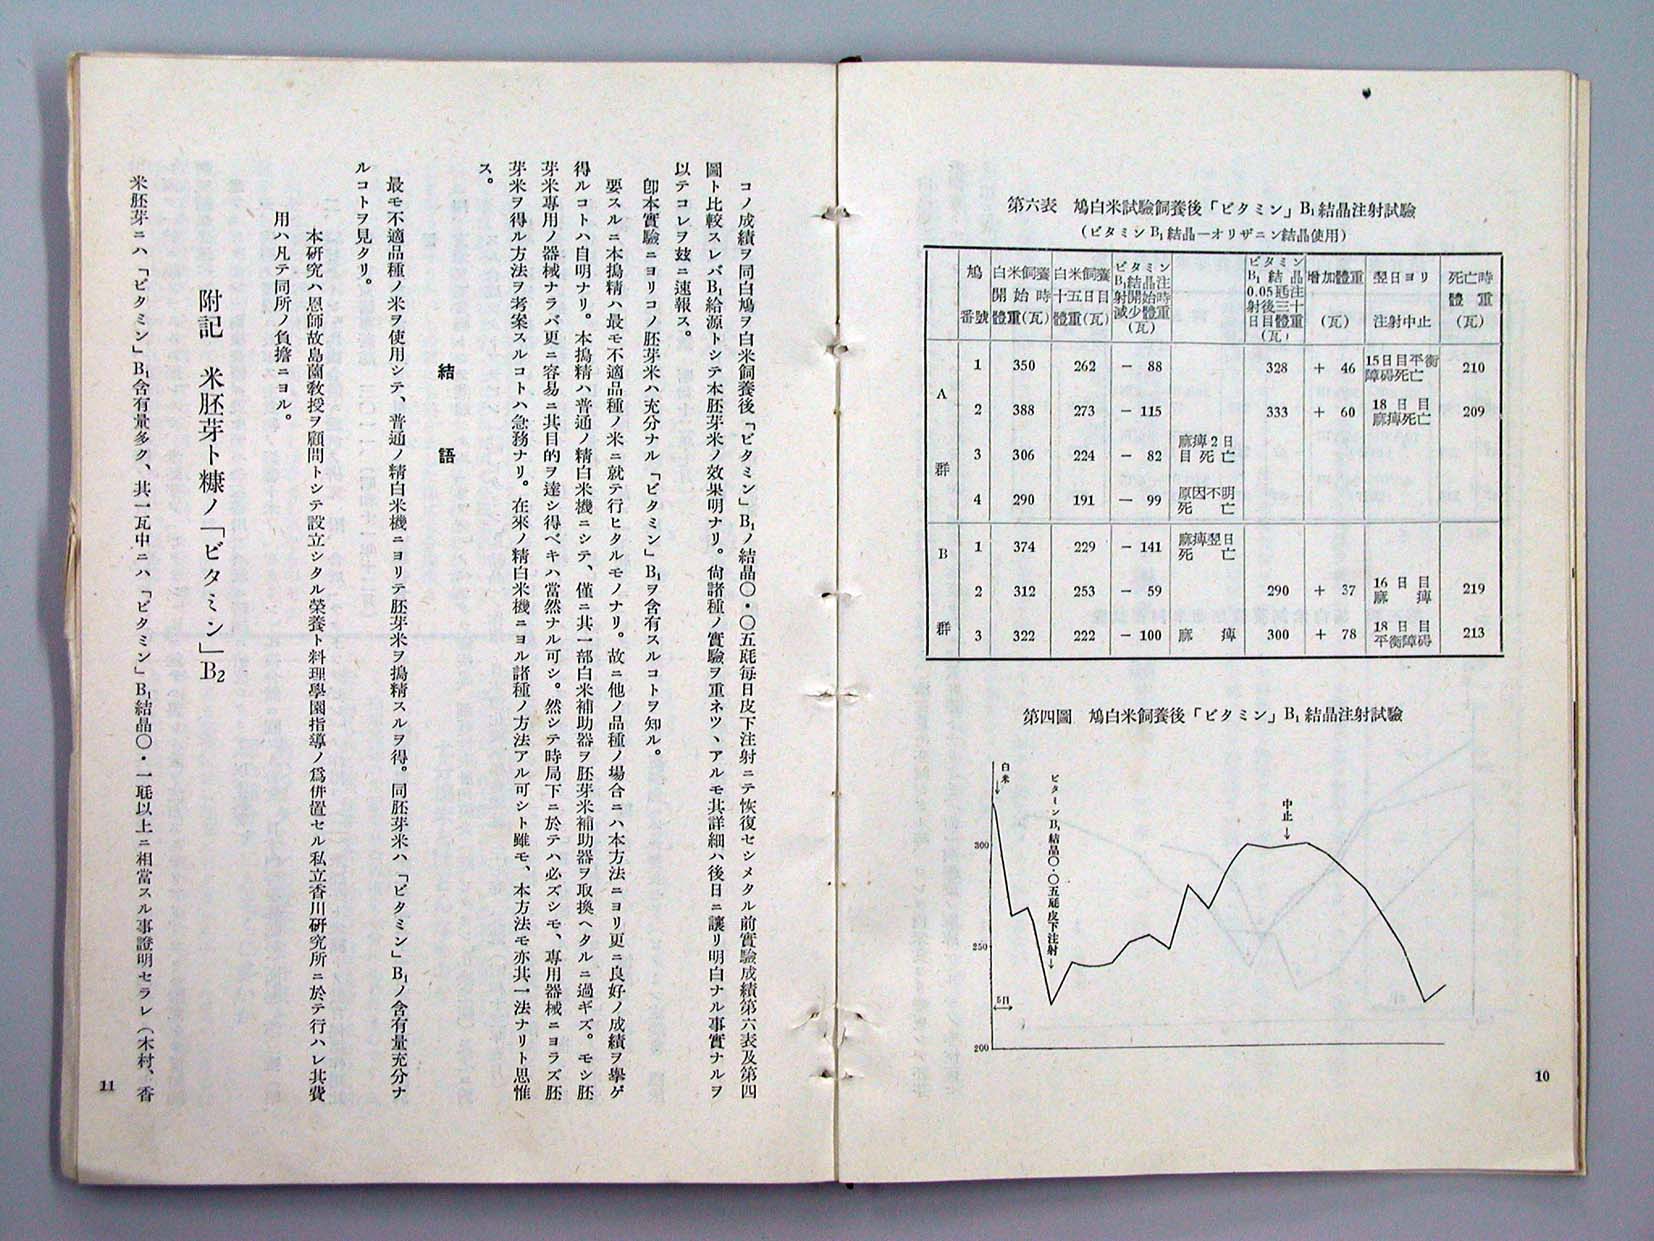 第六表 鳩白米試驗飼養後「ビタミン」B₁結晶注射試驗
(ビタミンB₁結晶―オリザニン結晶使用)
鳩番號 白米飼養開始時體重(瓦) 白米飼養十五日目體重(瓦) ビタミンB₁結晶注射開始時減少體重(瓦) ビタミンB₁結晶0.05瓱注射後三十日目體重(瓦) 增加體重(瓦) 翌日ヨリ注射中止 死亡時體重(瓦)
A群
1 350 262 − 88 328 + 46 15日目平衡障碍死亡 210
2 388 273 − 115 333 + 60 18日目麻痺死亡 209
3 306 224 − 82 麻痺2日目死亡
4 290 191 − 99 原因不明死亡
B群
1 374 229 − 141 麻痺翌日死亡
2 312 253 − 59 290 + 37 16日目麻痺 219
3 322 222 − 100 麻痺 300 + 78 18日目平衡障碍 213
第四圖 鳩白米飼養後「ビタミン」B₁結晶注射試驗
白米↓
ビタミンB₁結晶〇・〇五瓱皮下注射↓
中止↓
300
250
5日
200
10
コノ成績ヲ同白鳩ヲ白米飼養後「ビタミン」B₁ノ結晶〇・〇五瓱每日皮下注射ニテ恢復セシメタル前實驗成績第六表及第四
圖ト比較スレバB₁給源トシテ本胚芽米ノ效果明ナリ。尙諸種ノ實驗ヲ重ネツヽアルモ其詳細ハ後日ニ讓リ明白ナル事實ナルヲ
以テコレヲ玆ニ速報ス。
卽本實驗ニヨリコノ胚芽米ハ充分ナル「ビタミン」B₁ヲ含有スルコトヲ知ル。
要スルニ本搗精ハ最モ不適品種ノ米ニ就テ行ヒタルモノナリ。故ニ他ノ品種ノ場合ニハ本方法ニヨリ更ニ良好ノ成績ヲ擧ゲ
得ルコトハ自明ナリ。本搗精ハ普通ノ精白米機ニシテ、僅ニ其一部白米補助器ヲ胚芽米補助器ヲ取換ヘタルニ過ギズ。モシ胚
芽米專用ノ器械ナラバ更ニ容易ニ其目的ヲ達シ得ベキハ當然ナル可シ。然シテ時局下ニ於テハ必ズシモ、專用器械ニヨラズ胚
芽米ヲ得ル方法ヲ考案スルコトハ急務ナリ。在來ノ精白米機ニヨル諸種ノ方法アル可シト雖モ、本方法モ亦其一法ナリト思惟
ス。
結語
最モ不適品種ノ米ヲ使用シテ、普通ノ精白米機ニヨリテ胚芽米ヲ搗精スルヲ得。同胚芽米ハ「ビタミン」B₁ノ含有量充分ナ
ルコトヲ見タリ。
本硏究ハ恩師故島薗敎授ヲ顧問トシテ設立シタル榮養ト料理學園指導ノ爲併置セル私立香川硏究所ニ於テ行ハレ其費
用ハ凡テ同所ノ負擔ニヨル。
附記 米胚芽ト糠ノ「ビタミン」B₂
米胚芽ニハ「ビタミン」B₁含有量多ク、其一瓦中ニハ「ビタミン」B₁結晶〇・一瓱以上ニ相當スル事證明セラレ(木村、香
11